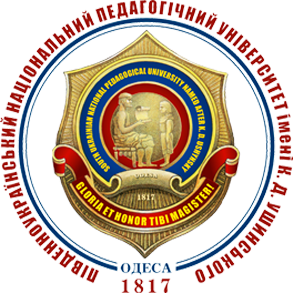 ПІВДЕННОУКРАЇНСЬКИЙ НАЦІОНАЛЬНИЙ ПЕДАГОГІЧНИЙ УНІВЕРСИТЕТ імені К. Д. УШИНСЬКОГО
SOUTH UKRAINIAN NATIONAL PEDAGOGICAL UNIVERSITY NAMED AFTER K. D. USHYNSKY
ODESA
1817
GLORIA ET HONOR TIBI MAGISTER!
ОДЕСА
1817